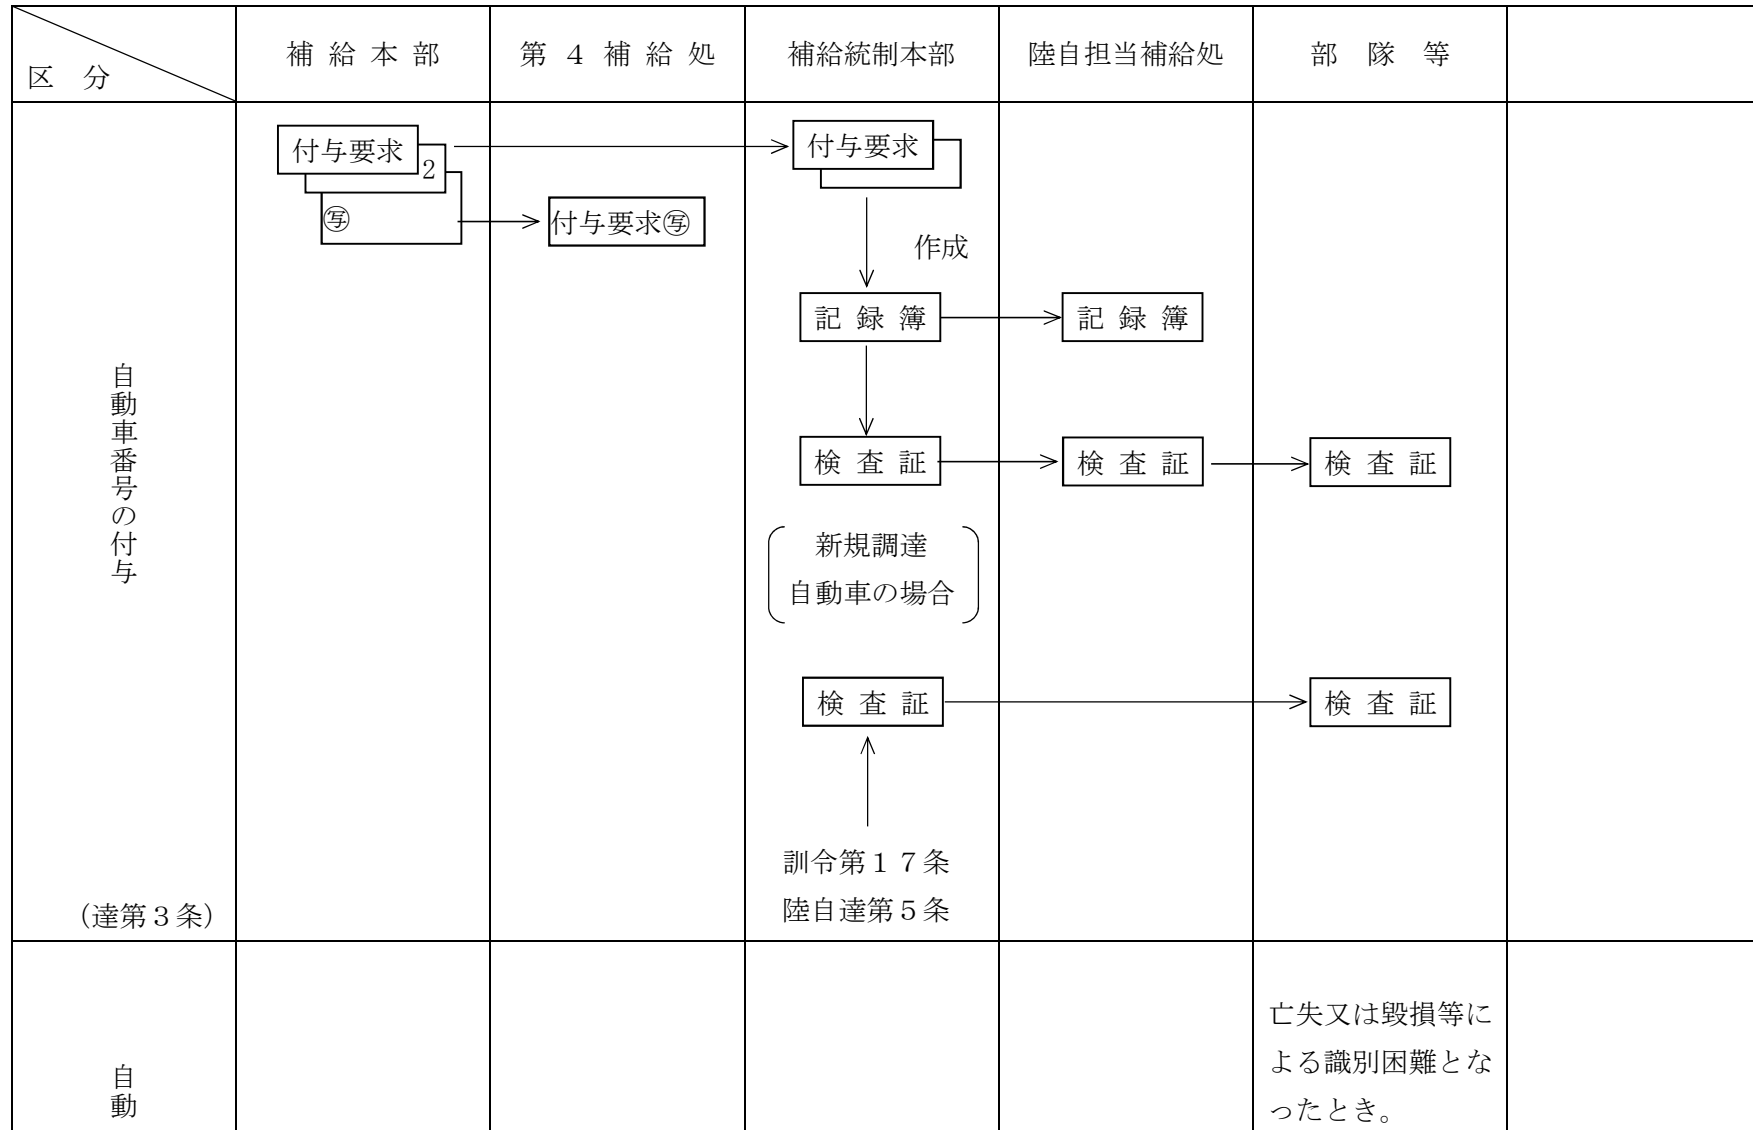 区 分
補 給 本 部
第 ４ 補 給 処
補給統制本部
陸自担当補給処
部 隊 等
付与要求
2
㊢
付与要求㊢
付与要求
作成
記 録 簿
記 録 簿
検 査 証
検 査 証
検 査 証
新規調達
自動車の場合
検 査 証
検 査 証
訓令第１７条
陸自達第５条
自動車番号の付与
（達第３条）
自動
亡失又は毀損等に
よる識別困難とな
ったとき。